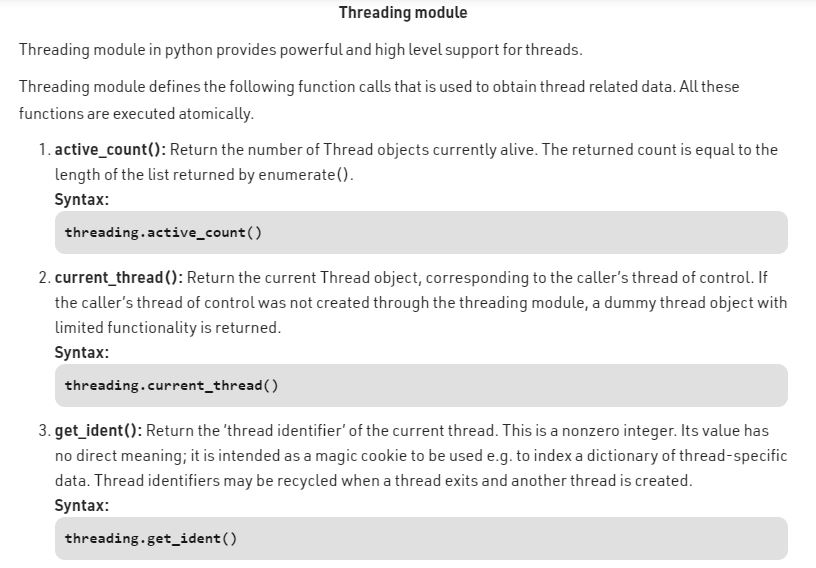 Threading module
Threading module in python provides powerful and high level support for threads.
Threading module defines the following function calls that is used to obtain thread related data. All these
functions are executed atomically.
1. active_count(): Return the number of Thread objects currently alive. The returned count is equal to the
length of the list returned by enumerate().
Syntax:
threading.active_count()
2. current_thread(): Return the current Thread object, corresponding to the caller’s thread of control. If
the caller’s thread of control was not created through the threading module, a dummy thread object with
limited functionality is returned.
Syntax:
threading.current_thread()
3. get_ident(): Return the ‘thread identifier’ of the current thread. This is a nonzero integer. Its value has
no direct meaning; it is intended as a magic cookie to be used e.g. to index a dictionary of thread-specific
data. Thread identifiers may be recycled when a thread exits and another thread is created.
Syntax:
threading.get_ident()